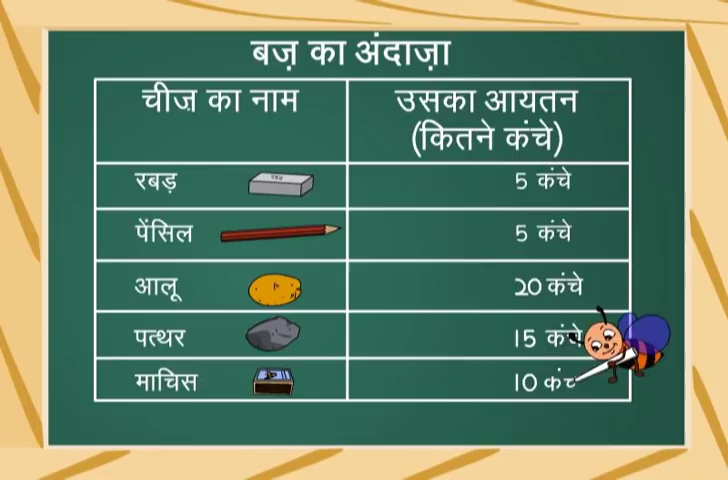 बज़ का अंदाज़ा
चीज का नाम उसका आयतन
(कितने कंचे)
रबड़ 5 कंचे
पेंसिल 5 कंचे
आलू 20 कंचे
पत्थर 15 कंचे
माचिस 10